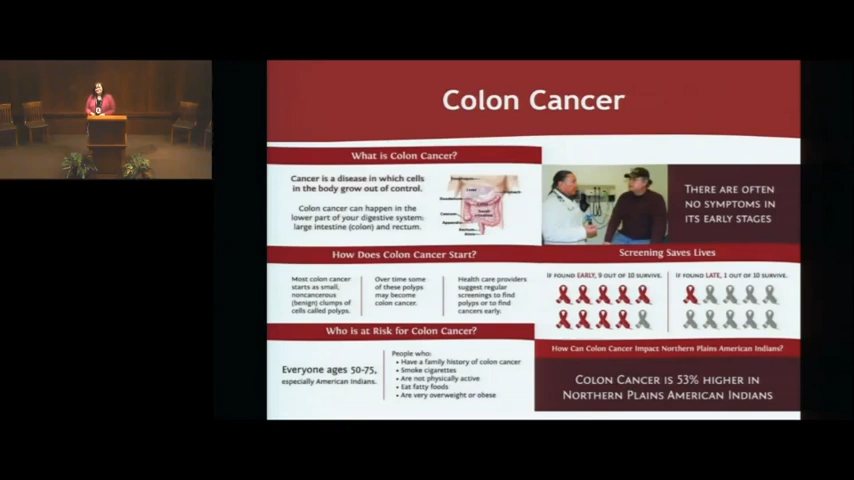 Colon Cancer
What is Colon Cancer?
Cancer is a disease in which cells
in the body grow out of control.
Colon cancer can happen in the
lower part of your digestive system:
large intestine (colon) and rectum.
THERE ARE OFTEN
NO SYMPTOMS IN
ITS EARLY STAGES
How Does Colon Cancer Start?
Most colon cancer
starts as small,
noncancerous
(benign) clumps of
cells called polyps.
Over time some
of these polyps
may become
colon cancer.
Health care providers
suggest regular
screenings to find
polyps or to find
cancers early.
Screening Saves Lives
IF FOUND EARLY, 9 OUT OF 10 SURVIVE.
IF FOUND LATE, 1 OUT OF 10 SURVIVE.
Who is at Risk for Colon Cancer?
Everyone ages 50-75,
especially American Indians.
People who:
• Have a family history of colon cancer
• Smoke cigarettes
• Are not physically active
• Eat fatty foods
• Are very overweight or obese
How Can Colon Cancer Impact Northern Plains American Indians?
COLON CANCER IS 53% HIGHER IN
NORTHERN PLAINS AMERICAN INDIANS